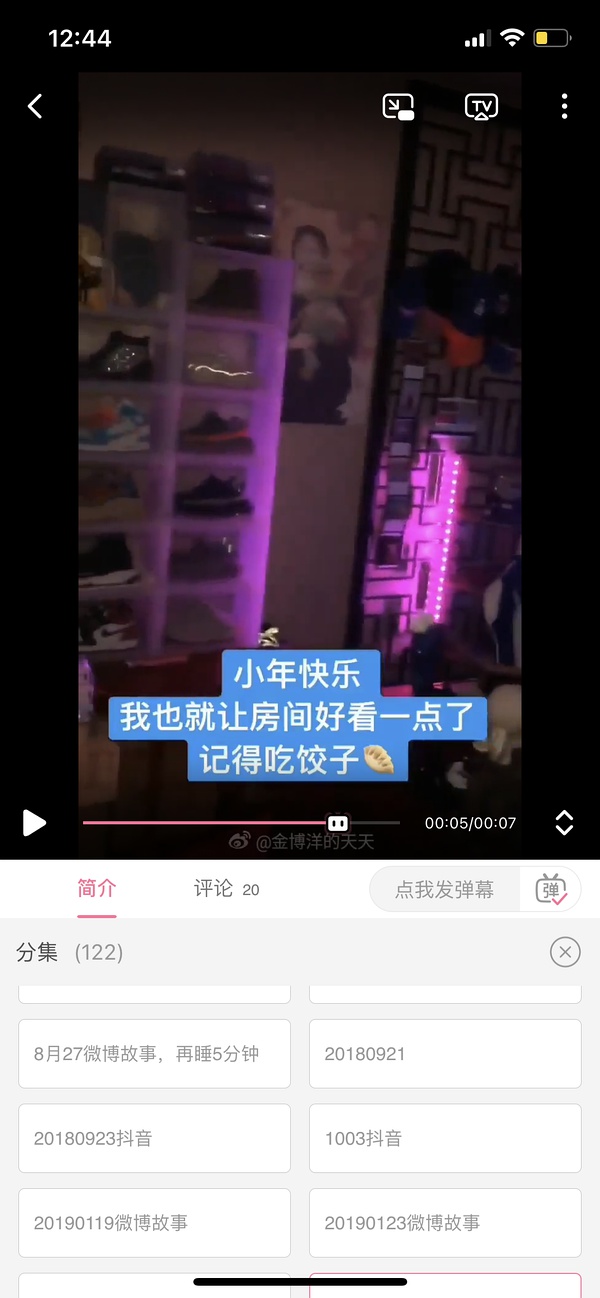 12:44
TV
小年快乐
我也就让房间好看一点了
记得吃饺子🥟
00:05/00:07
@金博洋的天天
简介
评论 20
点我发弹幕
弹
分集 (122)
8月27微博故事，再睡5分钟
20180921
20180923抖音
1003抖音
20190119微博故事
20190123微博故事